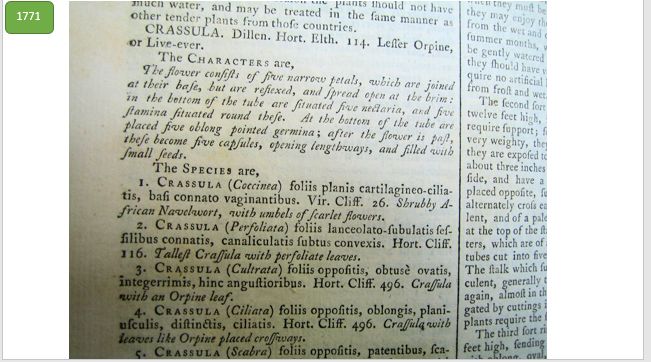 1771
much water, and may be treated in the ſame manner as
other tender plants from thoſe countries.
CRASSULA. Dillen. Hort. Elth. 114. Leſſer Orpine,
or Live-ever.
The CHARACTERS are,
The flower conſiſts of five narrow petals, which are joined
at their baſe, but are reflexed, and ſpread open at the brim:
in the bottom of the tube are ſituated five nectaria, and five
ſtamina ſituated round theſe. At the bottom of the tube are
placed five oblong pointed germina; after the flower is paſt,
theſe become five capſules, opening lengthways, and filled with
ſmall ſeeds.
The SPECIES are,
1. CRASSULA (Coccinea) foliis planis cartilagineo-cilia-
tis, baſi connato vaginantibus. Vir. Cliff. 26. Shrubby A-
frican Navelwort, with umbels of ſcarlet flowers.
2. CRASSULA (Perfoliata) foliis lanceolato-ſubulatis ſeſ-
ſilibus connatis, canaliculatis ſubtus convexis. Hort. Cliff.
116. Talleſt Craſſula with perfoliate leaves.
3. CRASSULA (Cultrata) foliis oppoſitis, obtusè ovatis,
integerrimis, hinc anguſtioribus. Hort. Cliff. 496. Craſſula
with an Orpine leaf.
4. CRASSULA (Ciliata) foliis oppoſitis, oblongis, plani-
uſculis, diſtinctis, ciliatis. Hort. Cliff. 496. Craſſula with
leaves like Orpine placed croſſways.
5. CRASSULA (Scabra) foliis oppoſitis, patentibus, ſca-
they may enjoy the
from the wet and c
ſummer months, w
be gently watered
they ſhould have v
quire no artificial
from froſt and wet.
The ſecond ſort
twelve feet high,
require ſupport; f
very weighty, the
they are expoſed to
about three inches
ſide, and have a
placed oppoſite, ſu
alternately croſs ea
lent, and of a pale
at the top of the ſt
ters, which are of
tubes cut into five
The ſtalk which ſu
culent, generally
again, almoſt in th
gated by cuttings i
plants require the ſ
The third ſort riſ
feet high, ſending